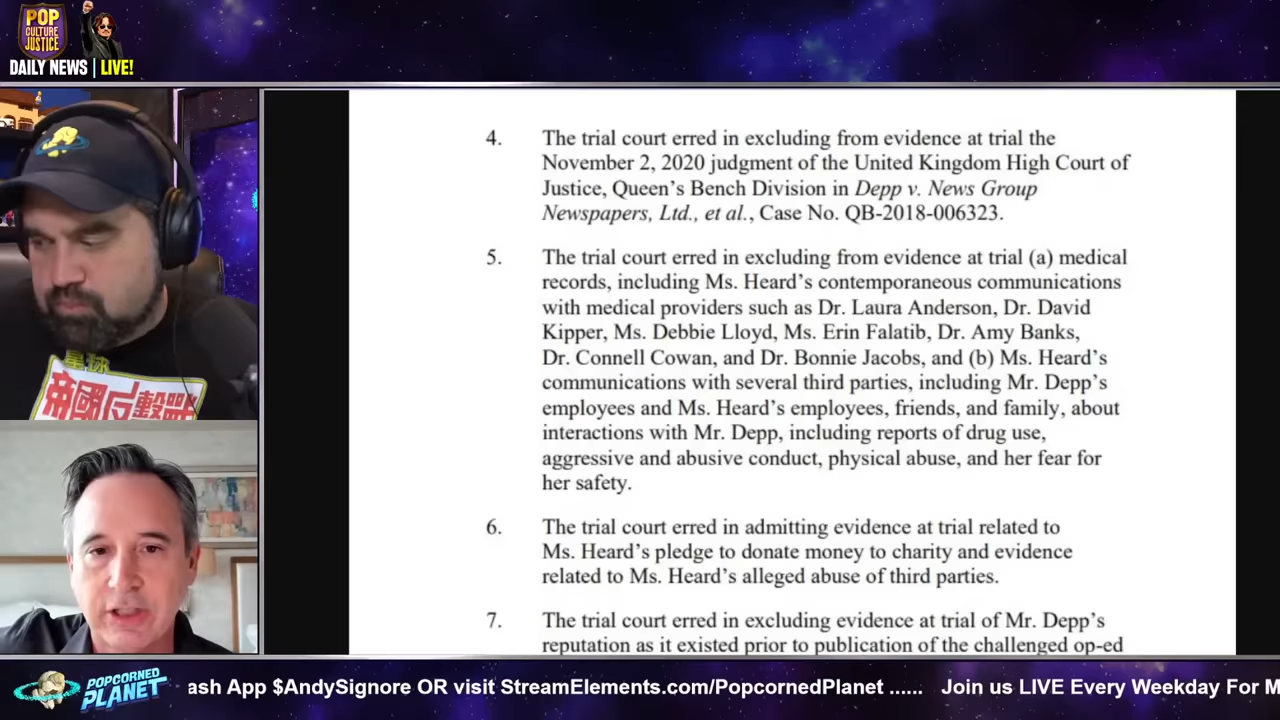 POP
CULTURE
JUSTICE
DAILY NEWS | LIVE!
4. The trial court erred in excluding from evidence at trial the
November 2, 2020 judgment of the United Kingdom High Court of
Justice, Queen's Bench Division in Depp v. News Group
Newspapers, Ltd., et al., Case No. QB-2018-006323.
5. The trial court erred in excluding from evidence at trial (a) medical
records, including Ms. Heard's contemporaneous communications
with medical providers such as Dr. Laura Anderson, Dr. David
Kipper, Ms. Debbie Lloyd, Ms. Erin Falatib, Dr. Amy Banks,
Dr. Connell Cowan, and Dr. Bonnie Jacobs, and (b) Ms. Heard's
communications with several third parties, including Mr. Depp's
employees and Ms. Heard's employees, friends, and family, about
interactions with Mr. Depp, including reports of drug use,
aggressive and abusive conduct, physical abuse, and her fear for
her safety.
6. The trial court erred in admitting evidence at trial related to
Ms. Heard's pledge to donate money to charity and evidence
related to Ms. Heard's alleged abuse of third parties.
7. The trial court erred in excluding evidence at trial of Mr. Depp's
reputation as it existed prior to publication of the challenged op-ed
星球
帝國反擊戰
POPCORNED
PLANET
ash App $AndySignore OR visit StreamElements.com/PopcornedPlanet ...... Join us LIVE Every Weekday For M